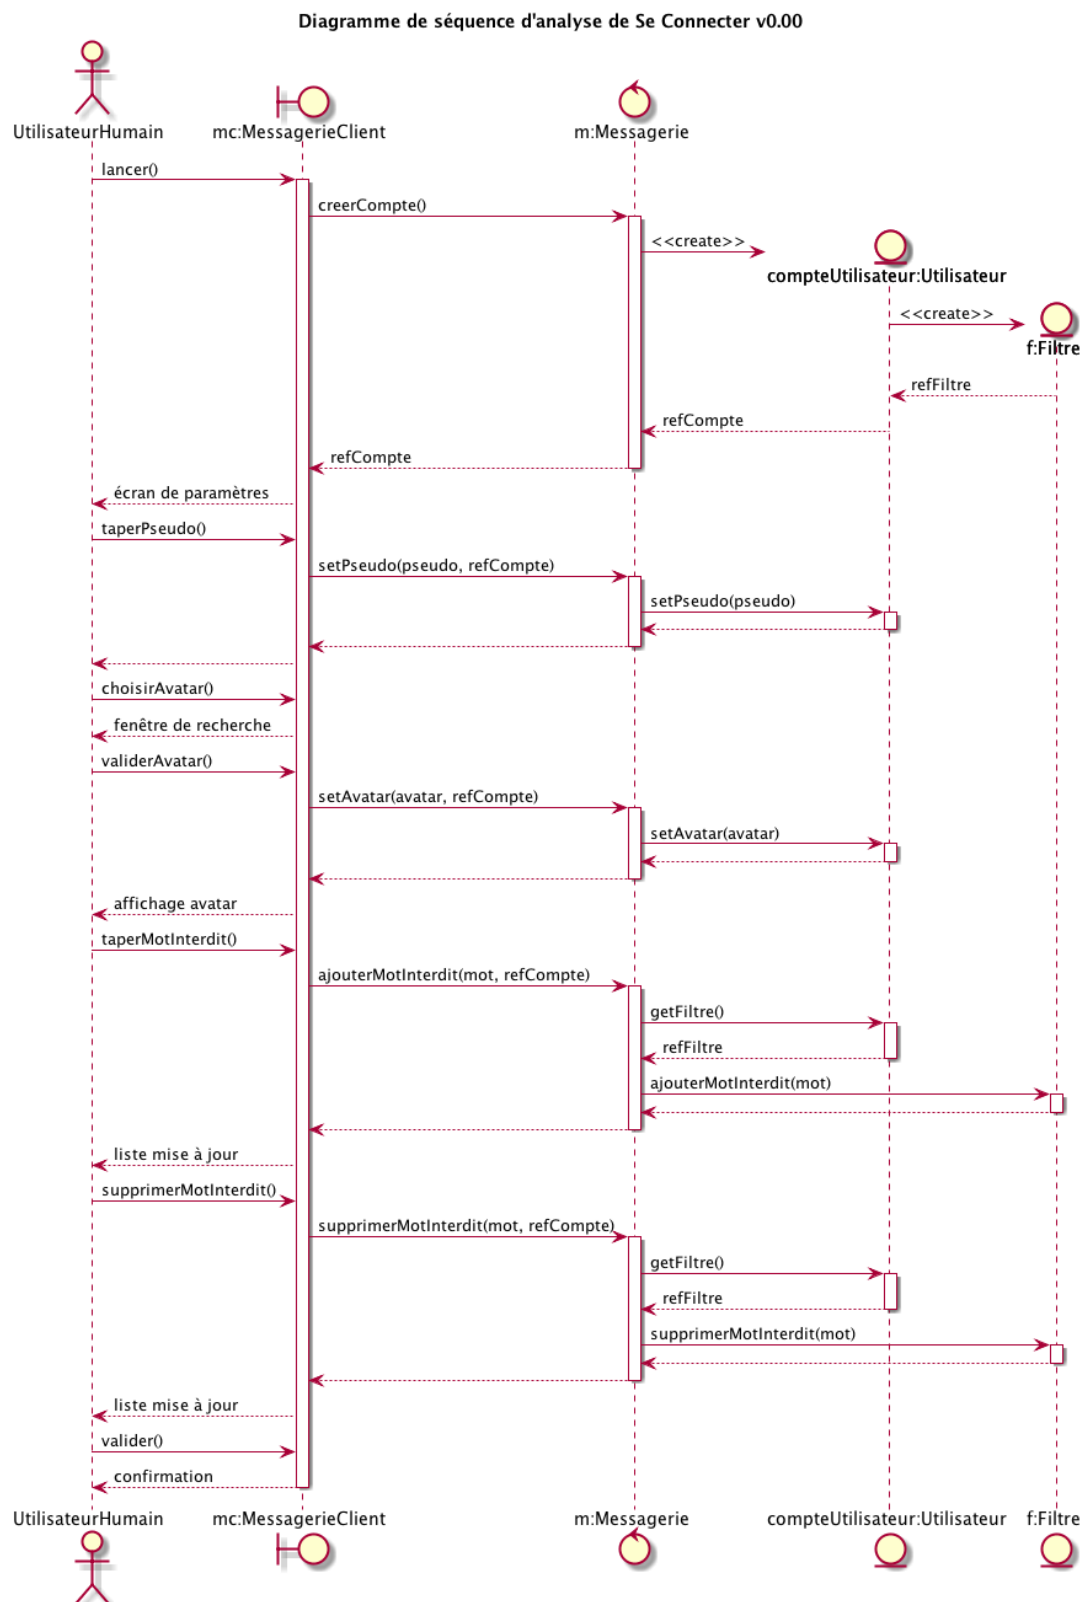 Diagramme de séquence d'analyse de Se Connecter v0.00
UtilisateurHumain
mc:MessagerieClient
m:Messagerie
lancer()
creerCompte()
<<create>>
compteUtilisateur:Utilisateur
<<create>>
f:Filtre
refFiltre
refCompte
refCompte
écran de paramètres
taperPseudo()
setPseudo(pseudo, refCompte)
setPseudo(pseudo)
choisirAvatar()
fenêtre de recherche
validerAvatar()
setAvatar(avatar, refCompte)
setAvatar(avatar)
affichage avatar
taperMotInterdit()
ajouterMotInterdit(mot, refCompte)
getFiltre()
refFiltre
ajouterMotInterdit(mot)
liste mise à jour
supprimerMotInterdit()
supprimerMotInterdit(mot, refCompte)
getFiltre()
refFiltre
supprimerMotInterdit(mot)
liste mise à jour
valider()
confirmation
UtilisateurHumain
mc:MessagerieClient
m:Messagerie
compteUtilisateur:Utilisateur
f:Filtre